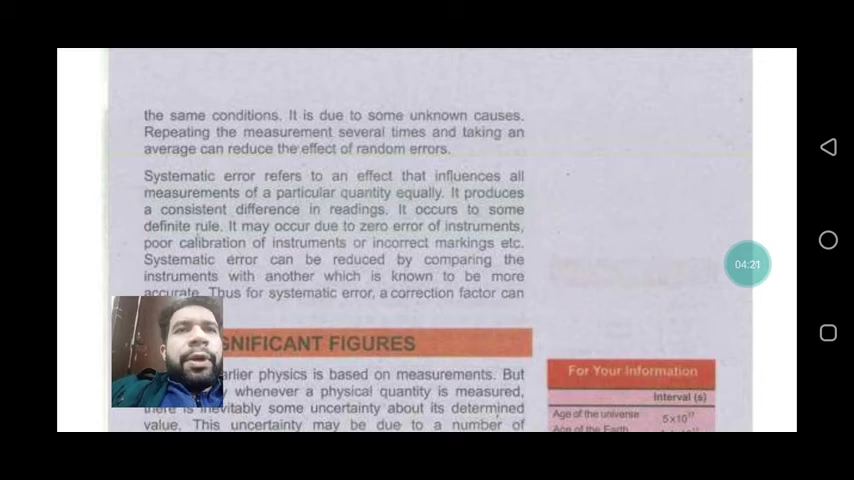 the same conditions. It is due to some unknown causes.
Repeating the measurement several times and taking an
average can reduce the effect of random errors.
Systematic error refers to an effect that influences all
measurements of a particular quantity equally. It produces
a consistent difference in readings. It occurs to some
definite rule. It may occur due to zero error of instruments,
poor calibration of instruments or incorrect markings etc.
Systematic error can be reduced by comparing the
instruments with another which is known to be more
accurate. Thus for systematic error, a correction factor can
GNIFICANT FIGURES
arlier physics is based on measurements. But
whenever a physical quantity is measured,
there is inevitably some uncertainty about its determined
value. This uncertainty may be due to a number of
For Your Information
Interval (s)
Age of the universe 5x10¹⁷
Age of the Earth
04:21